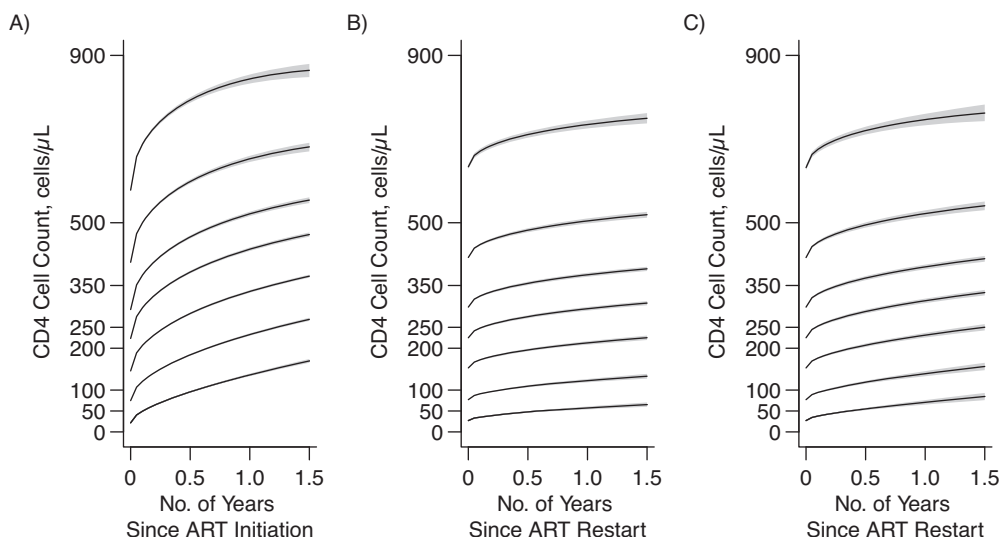 A)
CD4 Cell Count, cells/µL
900
500
350
250
200
100
50
0
0 0.5 1.0 1.5
No. of Years
Since ART Initiation
B)
CD4 Cell Count, cells/µL
900
500
350
250
200
100
50
0
0 0.5 1.0 1.5
No. of Years
Since ART Restart
C)
CD4 Cell Count, cells/µL
900
500
350
250
200
100
50
0
0 0.5 1.0 1.5
No. of Years
Since ART Restart